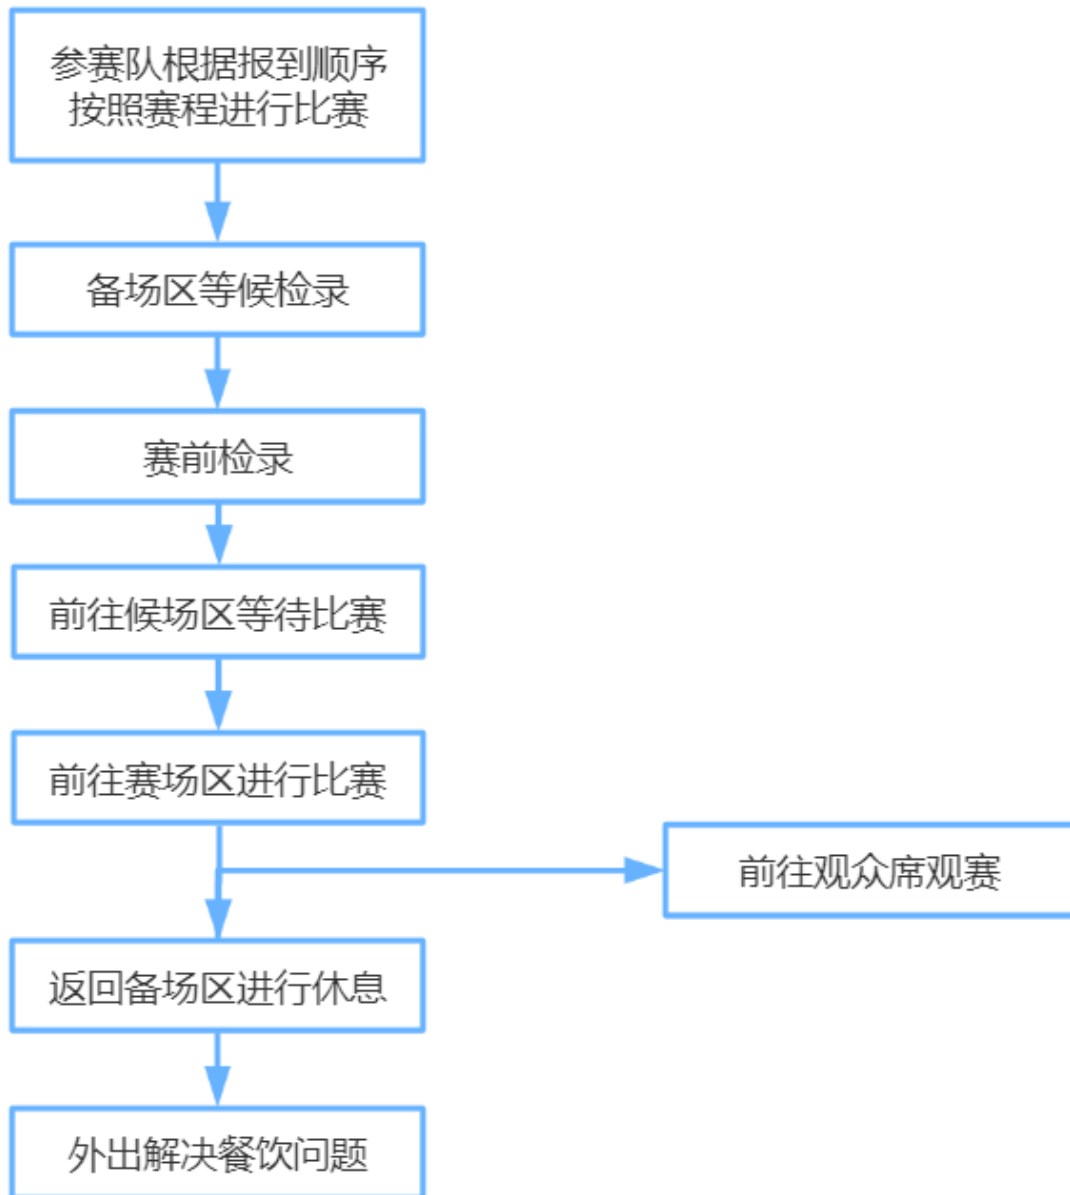 参赛队根据报到顺序
按照赛程进行比赛
备场区等候检录
赛前检录
前往候场区等待比赛
前往赛场区进行比赛
前往观众席观赛
返回备场区进行休息
外出解决餐饮问题